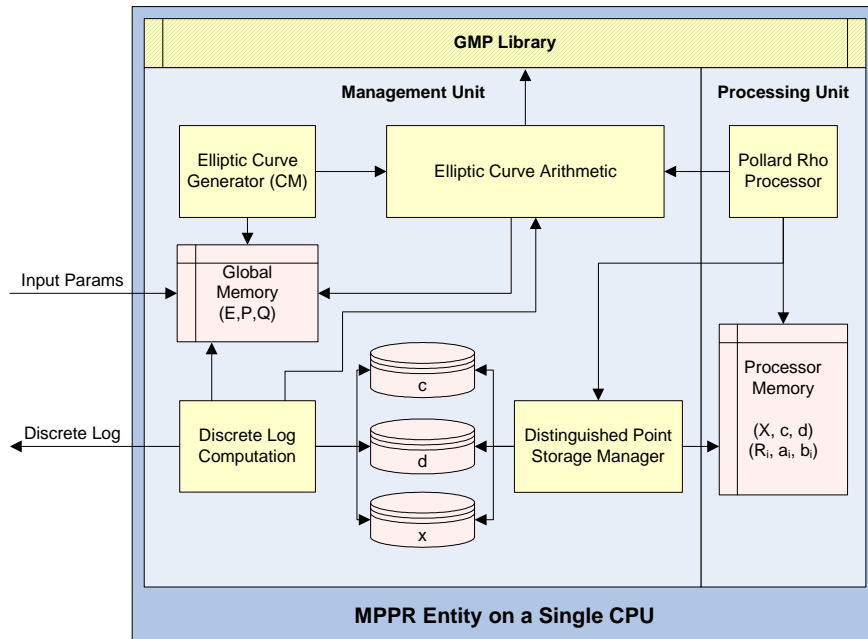 GMP Library
Management Unit
Processing Unit
Elliptic Curve
Generator (CM)
Elliptic Curve Arithmetic
Pollard Rho
Processor
Input Params
Global
Memory
(E,P,Q)
Processor
Memory
(X, c, d)
(Rᵢ, aᵢ, bᵢ)
c
Discrete Log
Discrete Log
Computation
d
Distinguished Point
Storage Manager
x
MPPR Entity on a Single CPU